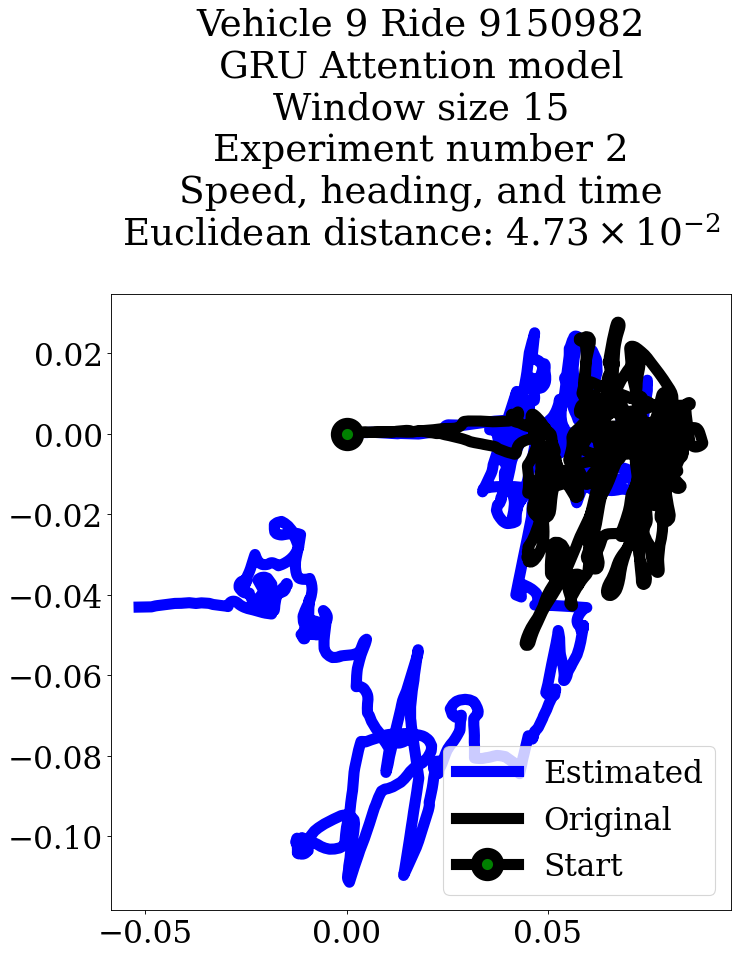 Vehicle 9 Ride 9150982
GRU Attention model
Window size 15
Experiment number 2
Speed, heading, and time
Euclidean distance: 4.73 × 10⁻²
0.02
0.00
−0.02
−0.04
−0.06
−0.08
−0.10
Estimated
Original
Start
−0.05
0.00
0.05